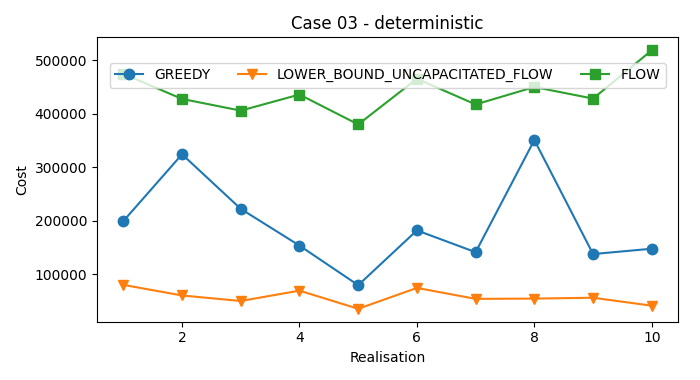 Case 03 - deterministic
GREEDY LOWER_BOUND_UNCAPACITATED_FLOW FLOW
500000
400000
300000
200000
100000
Cost
2 4 6 8 10
Realisation